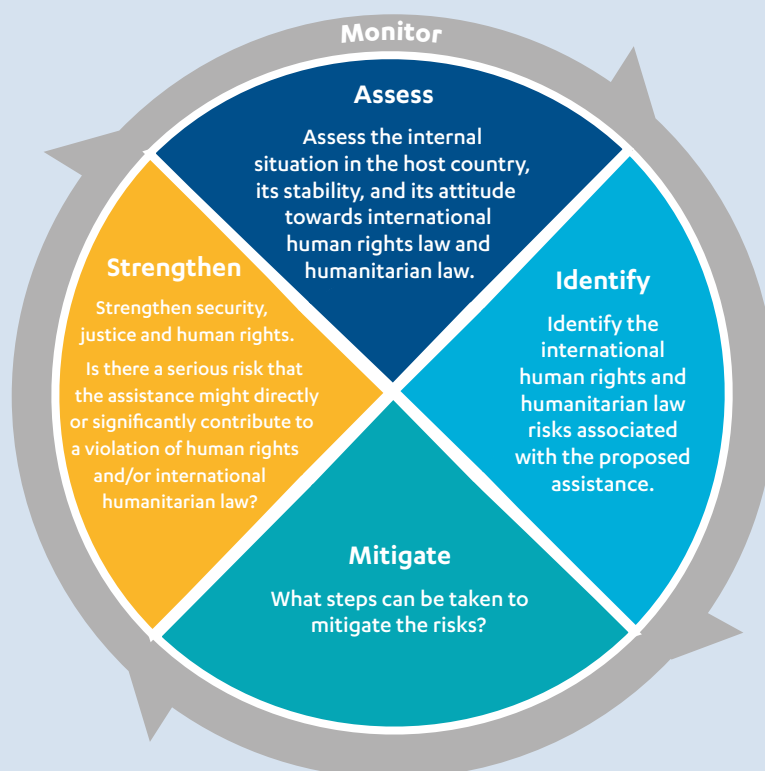 Monitor
Assess
Assess the internal
situation in the host country,
its stability, and its attitude
towards international
human rights law and
humanitarian law.
Identify
Identify the
international
human rights and
humanitarian law
risks associated
with the proposed
assistance.
Mitigate
What steps can be taken to
mitigate the risks?
Strengthen
Strengthen security,
justice and human rights.
Is there a serious risk that
the assistance might directly
or significantly contribute to
a violation of human rights
and/or international
humanitarian law?